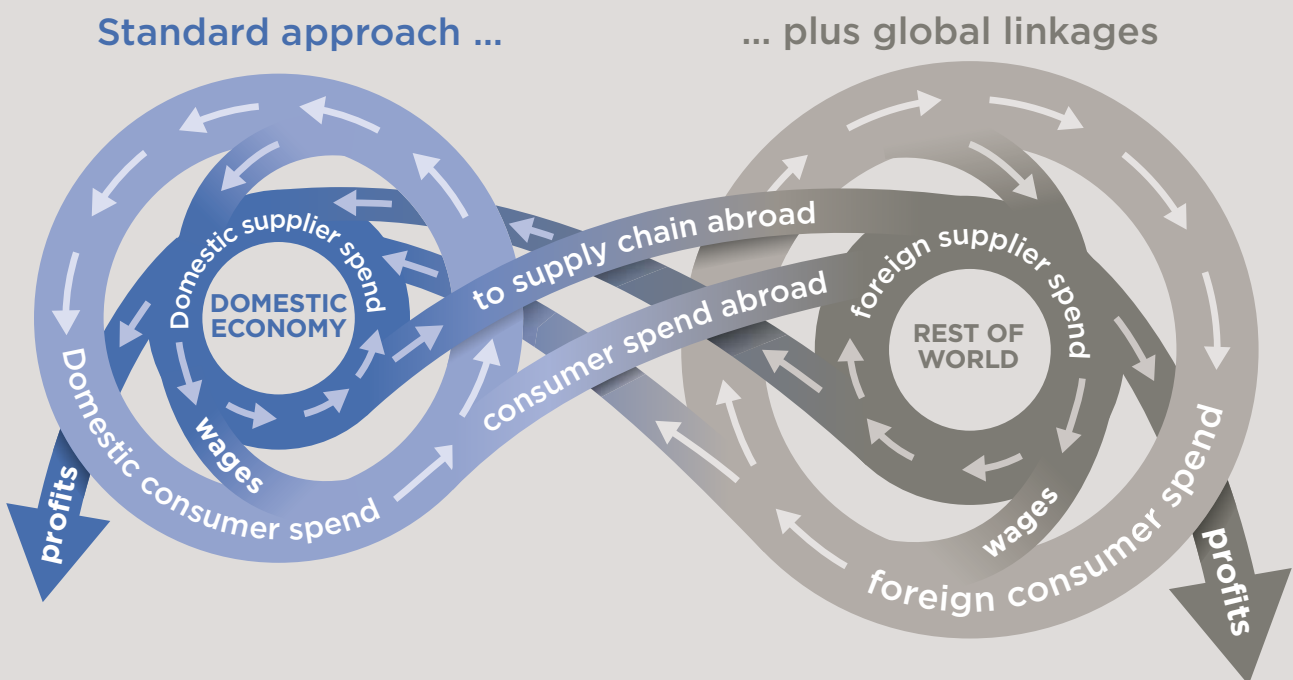 Standard approach ...
... plus global linkages
Domestic supplier spend
DOMESTIC
ECONOMY
wages
Domestic consumer spend
profits
to supply chain abroad
consumer spend abroad
foreign supplier spend
REST OF
WORLD
wages
foreign consumer spend
profits